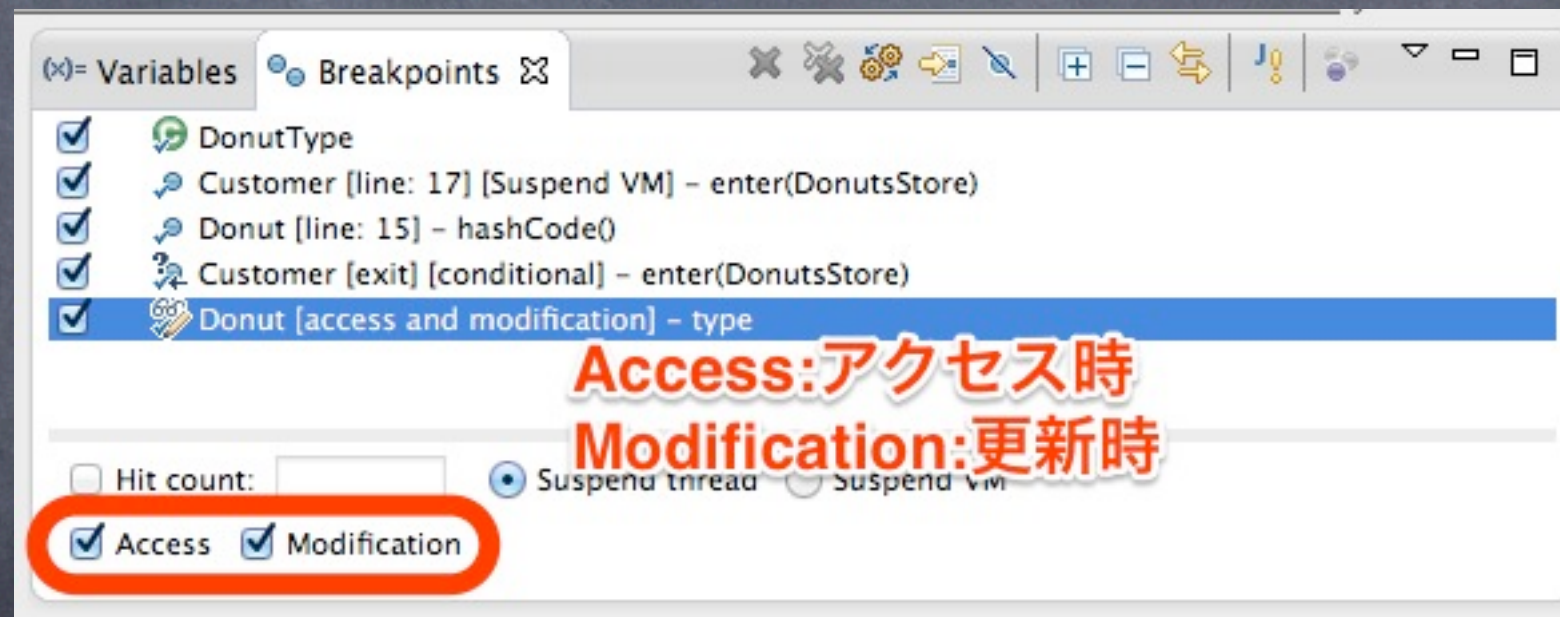 (x)= Variables Breakpoints
DonutType
Customer [line: 17] [Suspend VM] – enter(DonutsStore)
Donut [line: 15] – hashCode()
Customer [exit] [conditional] – enter(DonutsStore)
Donut [access and modification] – type
Access:アクセス時
Modification:更新時
Hit count: Suspend thread Suspend VM
Access Modification